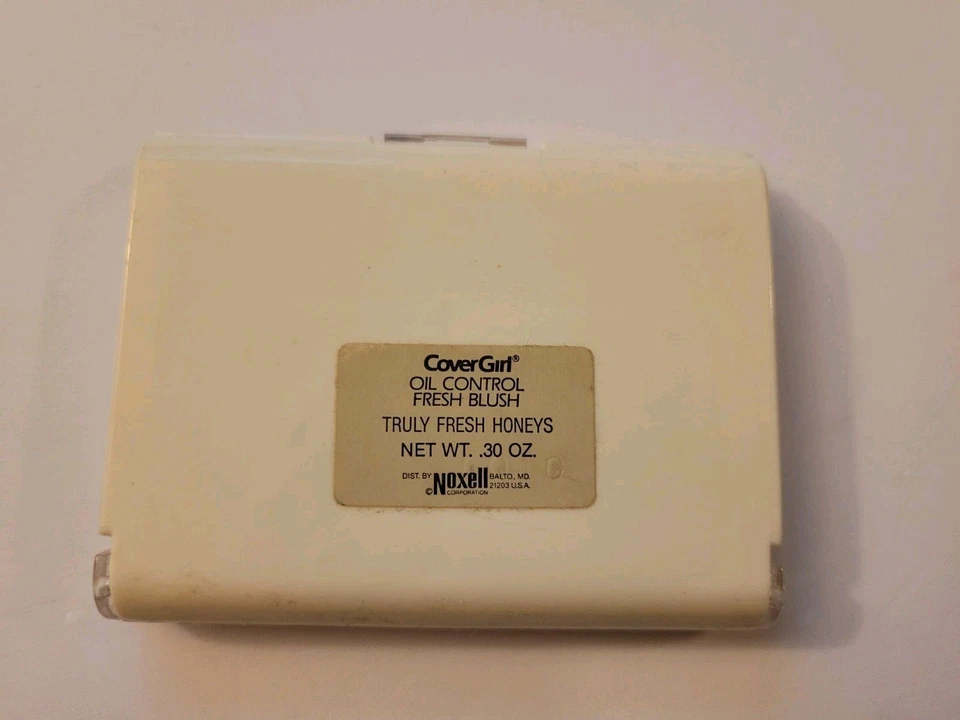 CoverGirl®
OIL CONTROL
FRESH BLUSH
TRULY FRESH HONEYS
NET WT. .30 OZ.
DIST. BY Noxell BALTO., MD.
© CORPORATION 21203 U.S.A.